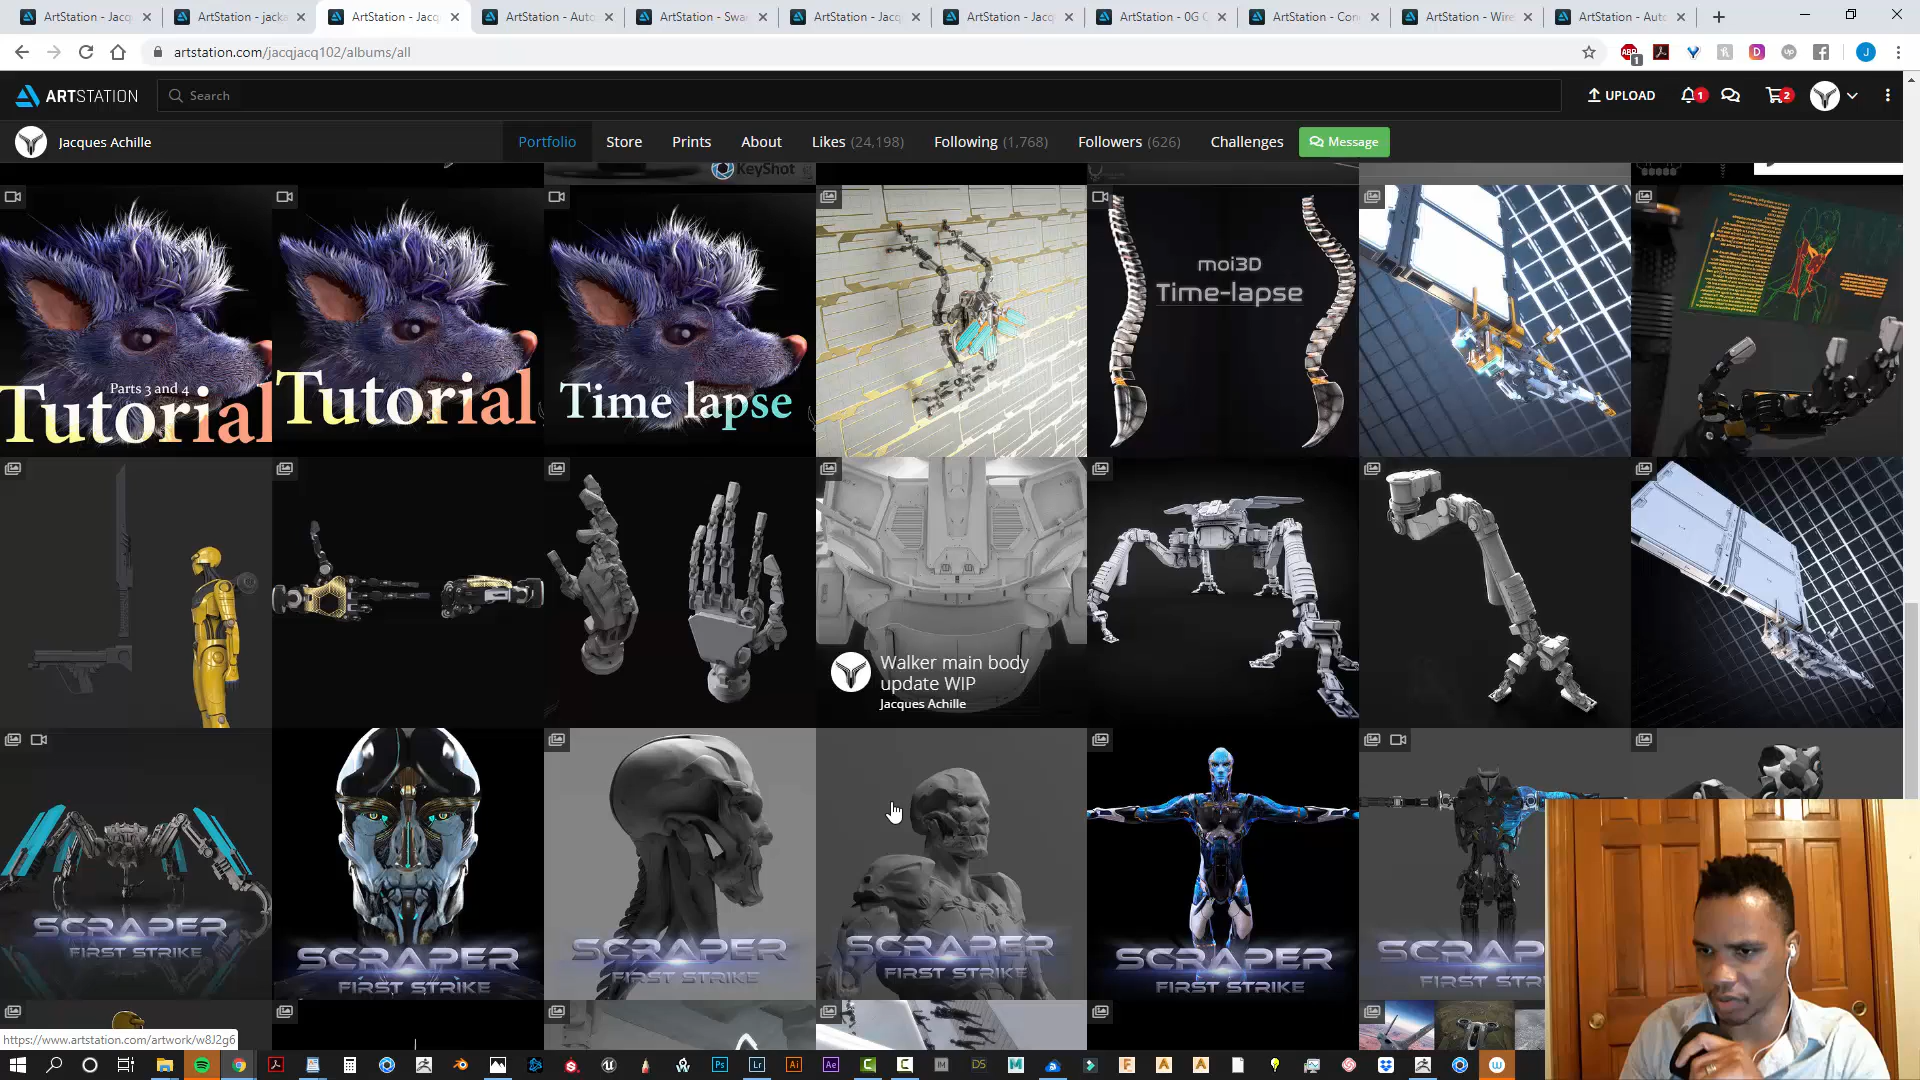 ArtStation - Jacq
ArtStation - jacks
ArtStation - Jacq
ArtStation - Auto
ArtStation - Swa
ArtStation - Jacq
ArtStation - Jacq
ArtStation - 0G C
ArtStation - Con
ArtStation - Wire
ArtStation - Auto
artstation.com/jacqjacq102/albums/all
ARTSTATION
Search
UPLOAD
1
2
Jacques Achille
Portfolio
Store
Prints
About
Likes (24,198)
Following (1,768)
Followers (626)
Challenges
Message
KeyShot
Parts 3 and 4
Tutorial
Tutorial
Time lapse
moi3D
Time-lapse
Walker main body
update WIP
Jacques Achille
SCRAPER
FIRST STRIKE
SCRAPER
FIRST STRIKE
SCRAPER
FIRST STRIKE
SCRAPER
FIRST STRIKE
SCRAPER
FIRST STRIKE
SCRAP
FIRST
https://www.artstation.com/artwork/w8J2g6